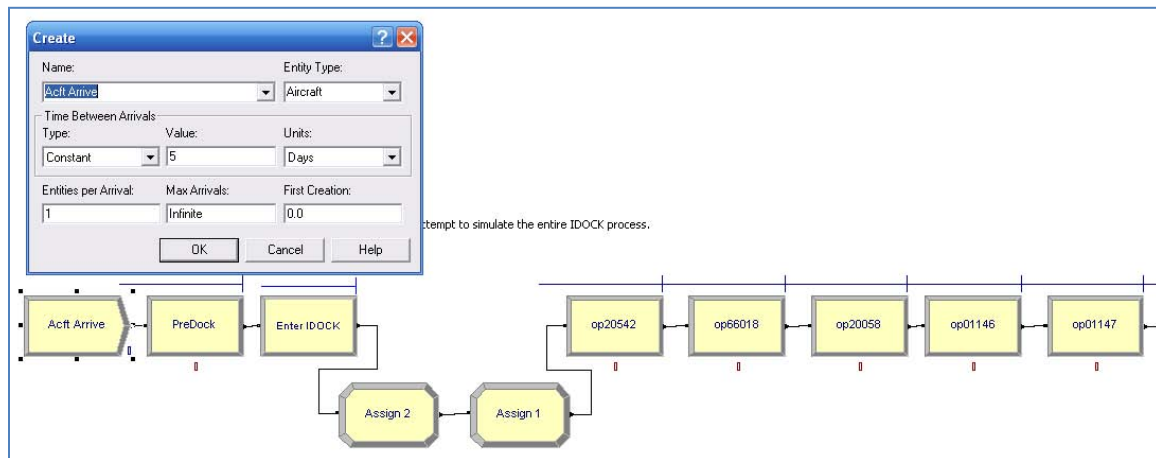 Create
Name: Entity Type:
Acft Arrive Aircraft
Time Between Arrivals
Type: Value: Units:
Constant 5 Days
Entities per Arrival: Max Arrivals: First Creation:
1 Infinite 0.0
OK Cancel Help
ttempt to simulate the entire IDOCK process.
Acft Arrive PreDock Enter IDOCK op20542 op66018 op20058 op01146 op01147
Assign 2 Assign 1